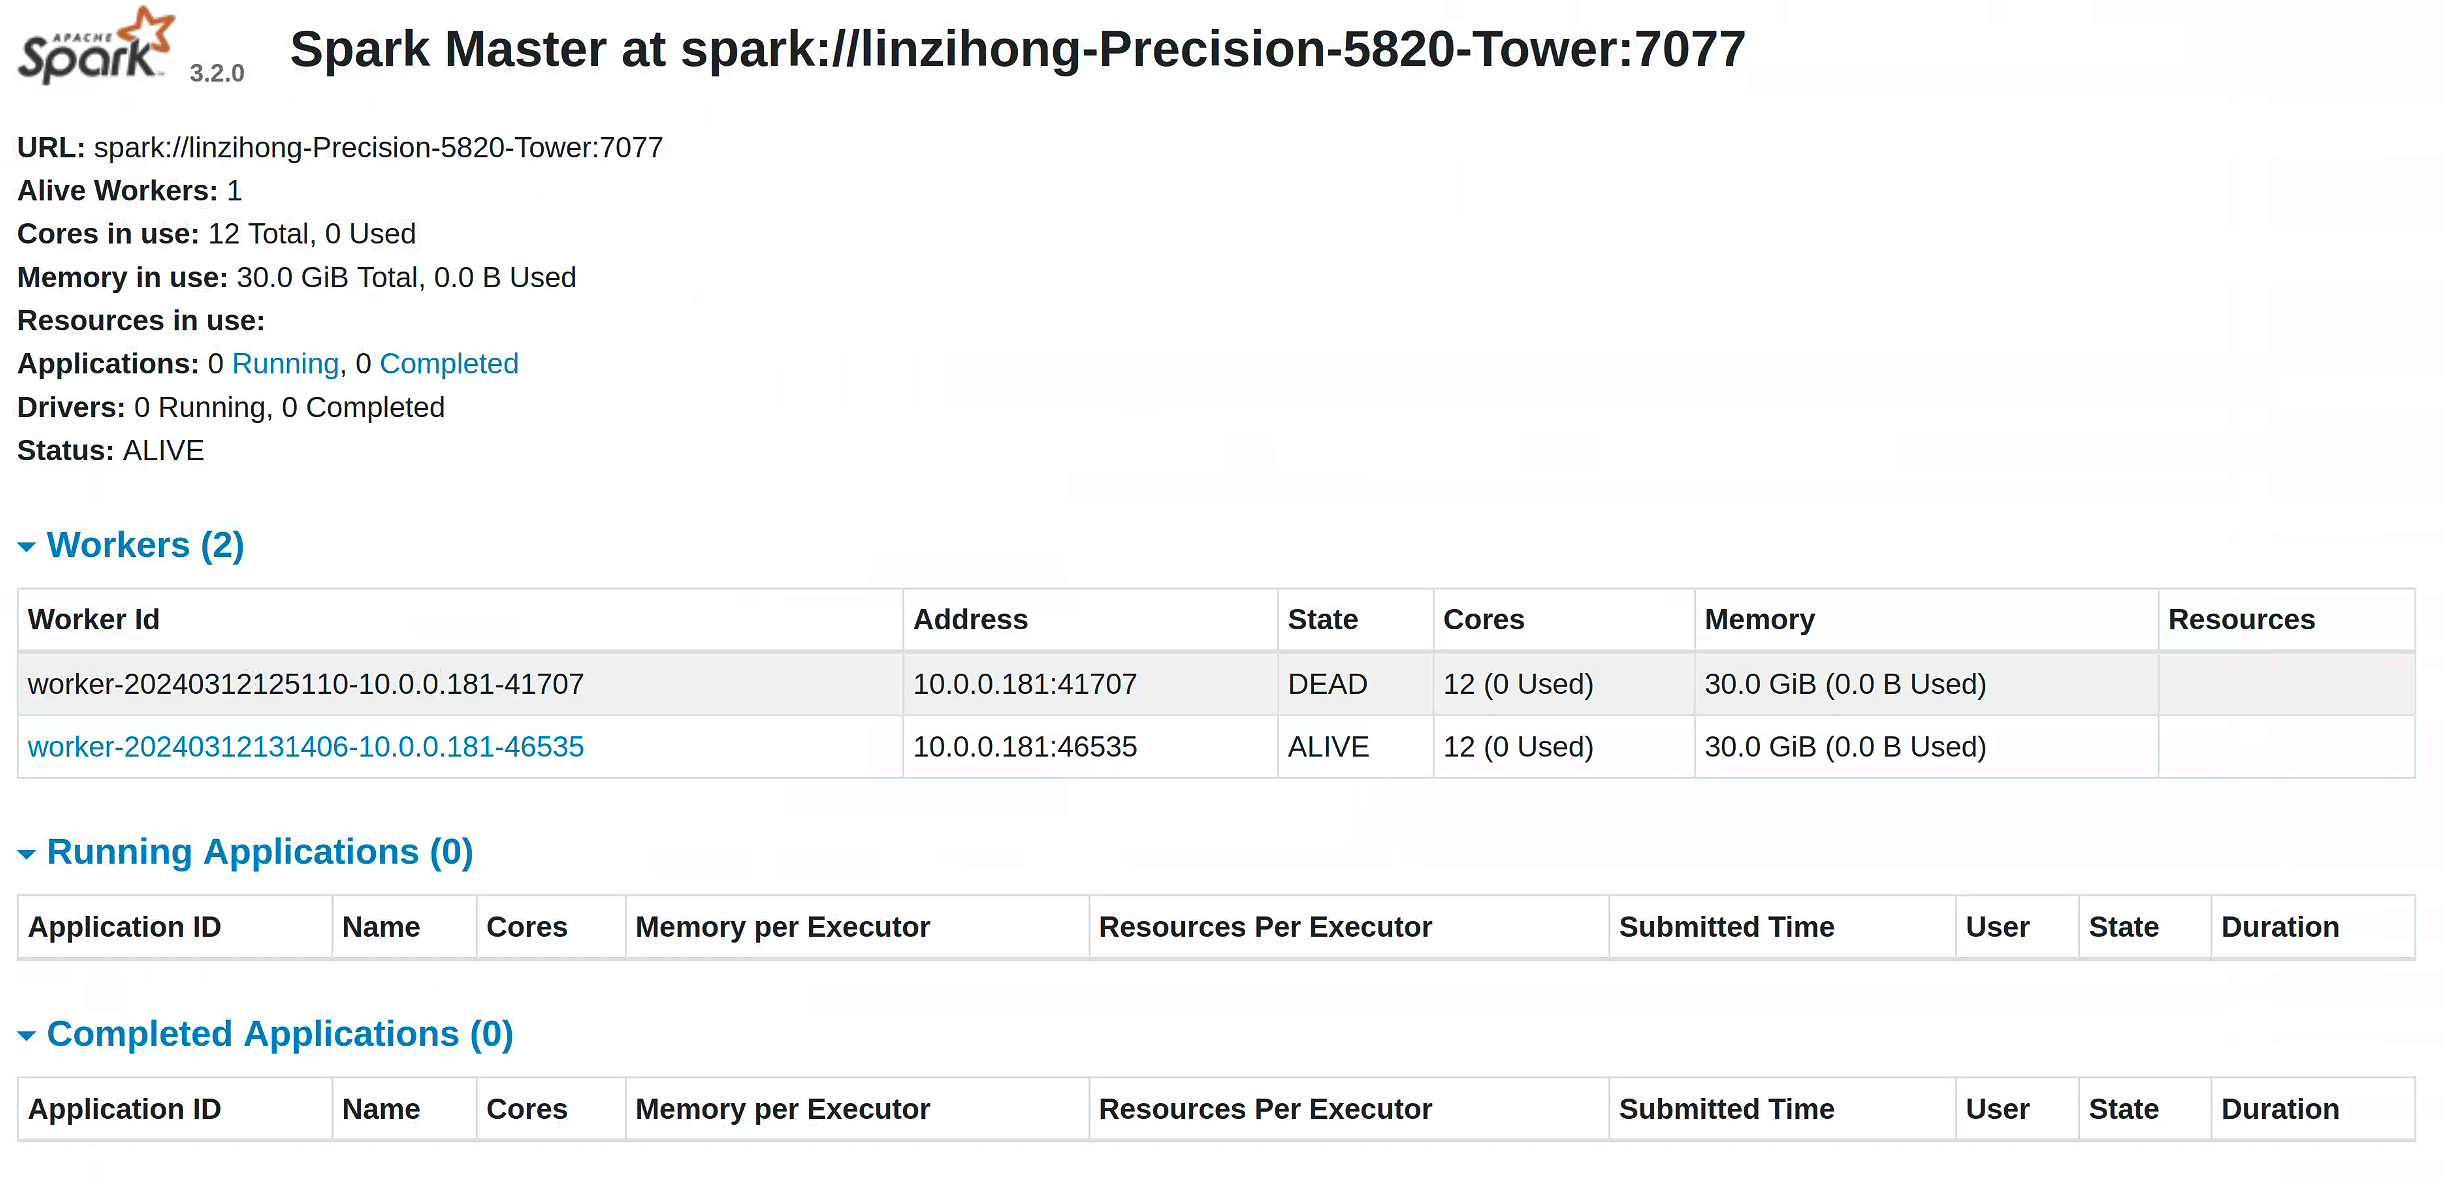 APACHE
Spark 3.2.0 Spark Master at spark://linzihong-Precision-5820-Tower:7077
URL: spark://linzihong-Precision-5820-Tower:7077
Alive Workers: 1
Cores in use: 12 Total, 0 Used
Memory in use: 30.0 GiB Total, 0.0 B Used
Resources in use:
Applications: 0 Running, 0 Completed
Drivers: 0 Running, 0 Completed
Status: ALIVE
Workers (2)
Worker Id Address State Cores Memory Resources
worker-20240312125110-10.0.0.181-41707 10.0.0.181:41707 DEAD 12 (0 Used) 30.0 GiB (0.0 B Used)
worker-20240312131406-10.0.0.181-46535 10.0.0.181:46535 ALIVE 12 (0 Used) 30.0 GiB (0.0 B Used)
Running Applications (0)
Application ID Name Cores Memory per Executor Resources Per Executor Submitted Time User State Duration
Completed Applications (0)
Application ID Name Cores Memory per Executor Resources Per Executor Submitted Time User State Duration